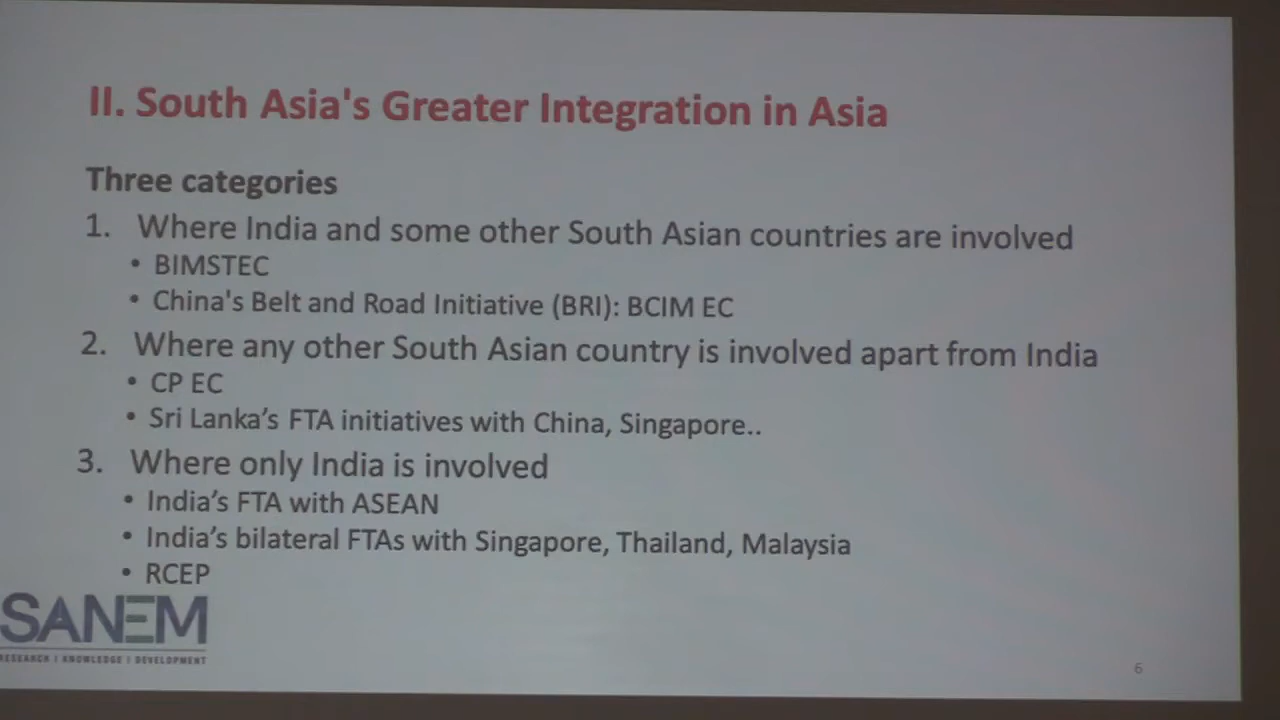 II. South Asia's Greater Integration in Asia
Three categories
1. Where India and some other South Asian countries are involved
• BIMSTEC
• China's Belt and Road Initiative (BRI): BCIM EC
2. Where any other South Asian country is involved apart from India
• CP EC
• Sri Lanka’s FTA initiatives with China, Singapore..
3. Where only India is involved
• India’s FTA with ASEAN
• India’s bilateral FTAs with Singapore, Thailand, Malaysia
• RCEP
SANEM
RESEARCH I KNOWLEDGE I DEVELOPMENT
6